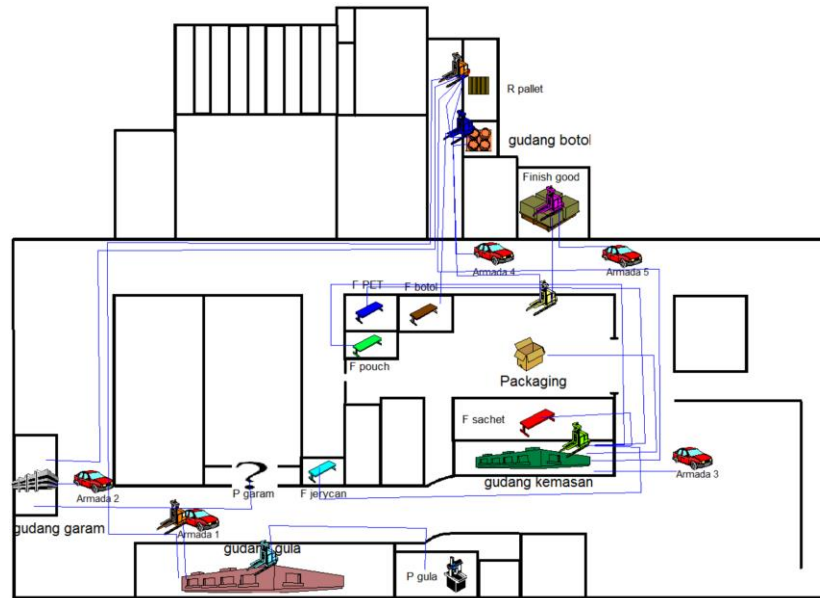 R pallet
gudang botol
Finish good
Armada 4
Armada 5
F PET
F botol
F pouch
Packaging
F sachet
gudang kemasan
Armada 3
Armada 2
P garam
F jerycan
gudang garam
Armada 1
gudang gula
P gula